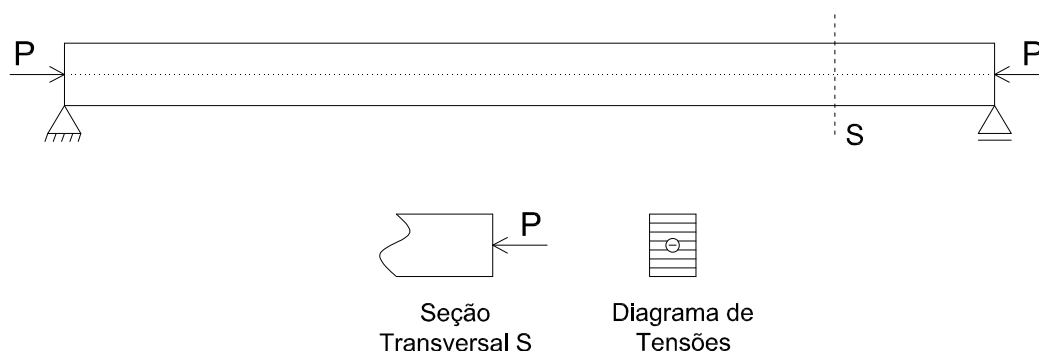 P
P
S
P
Seção
Transversal S
Diagrama de
Tensões